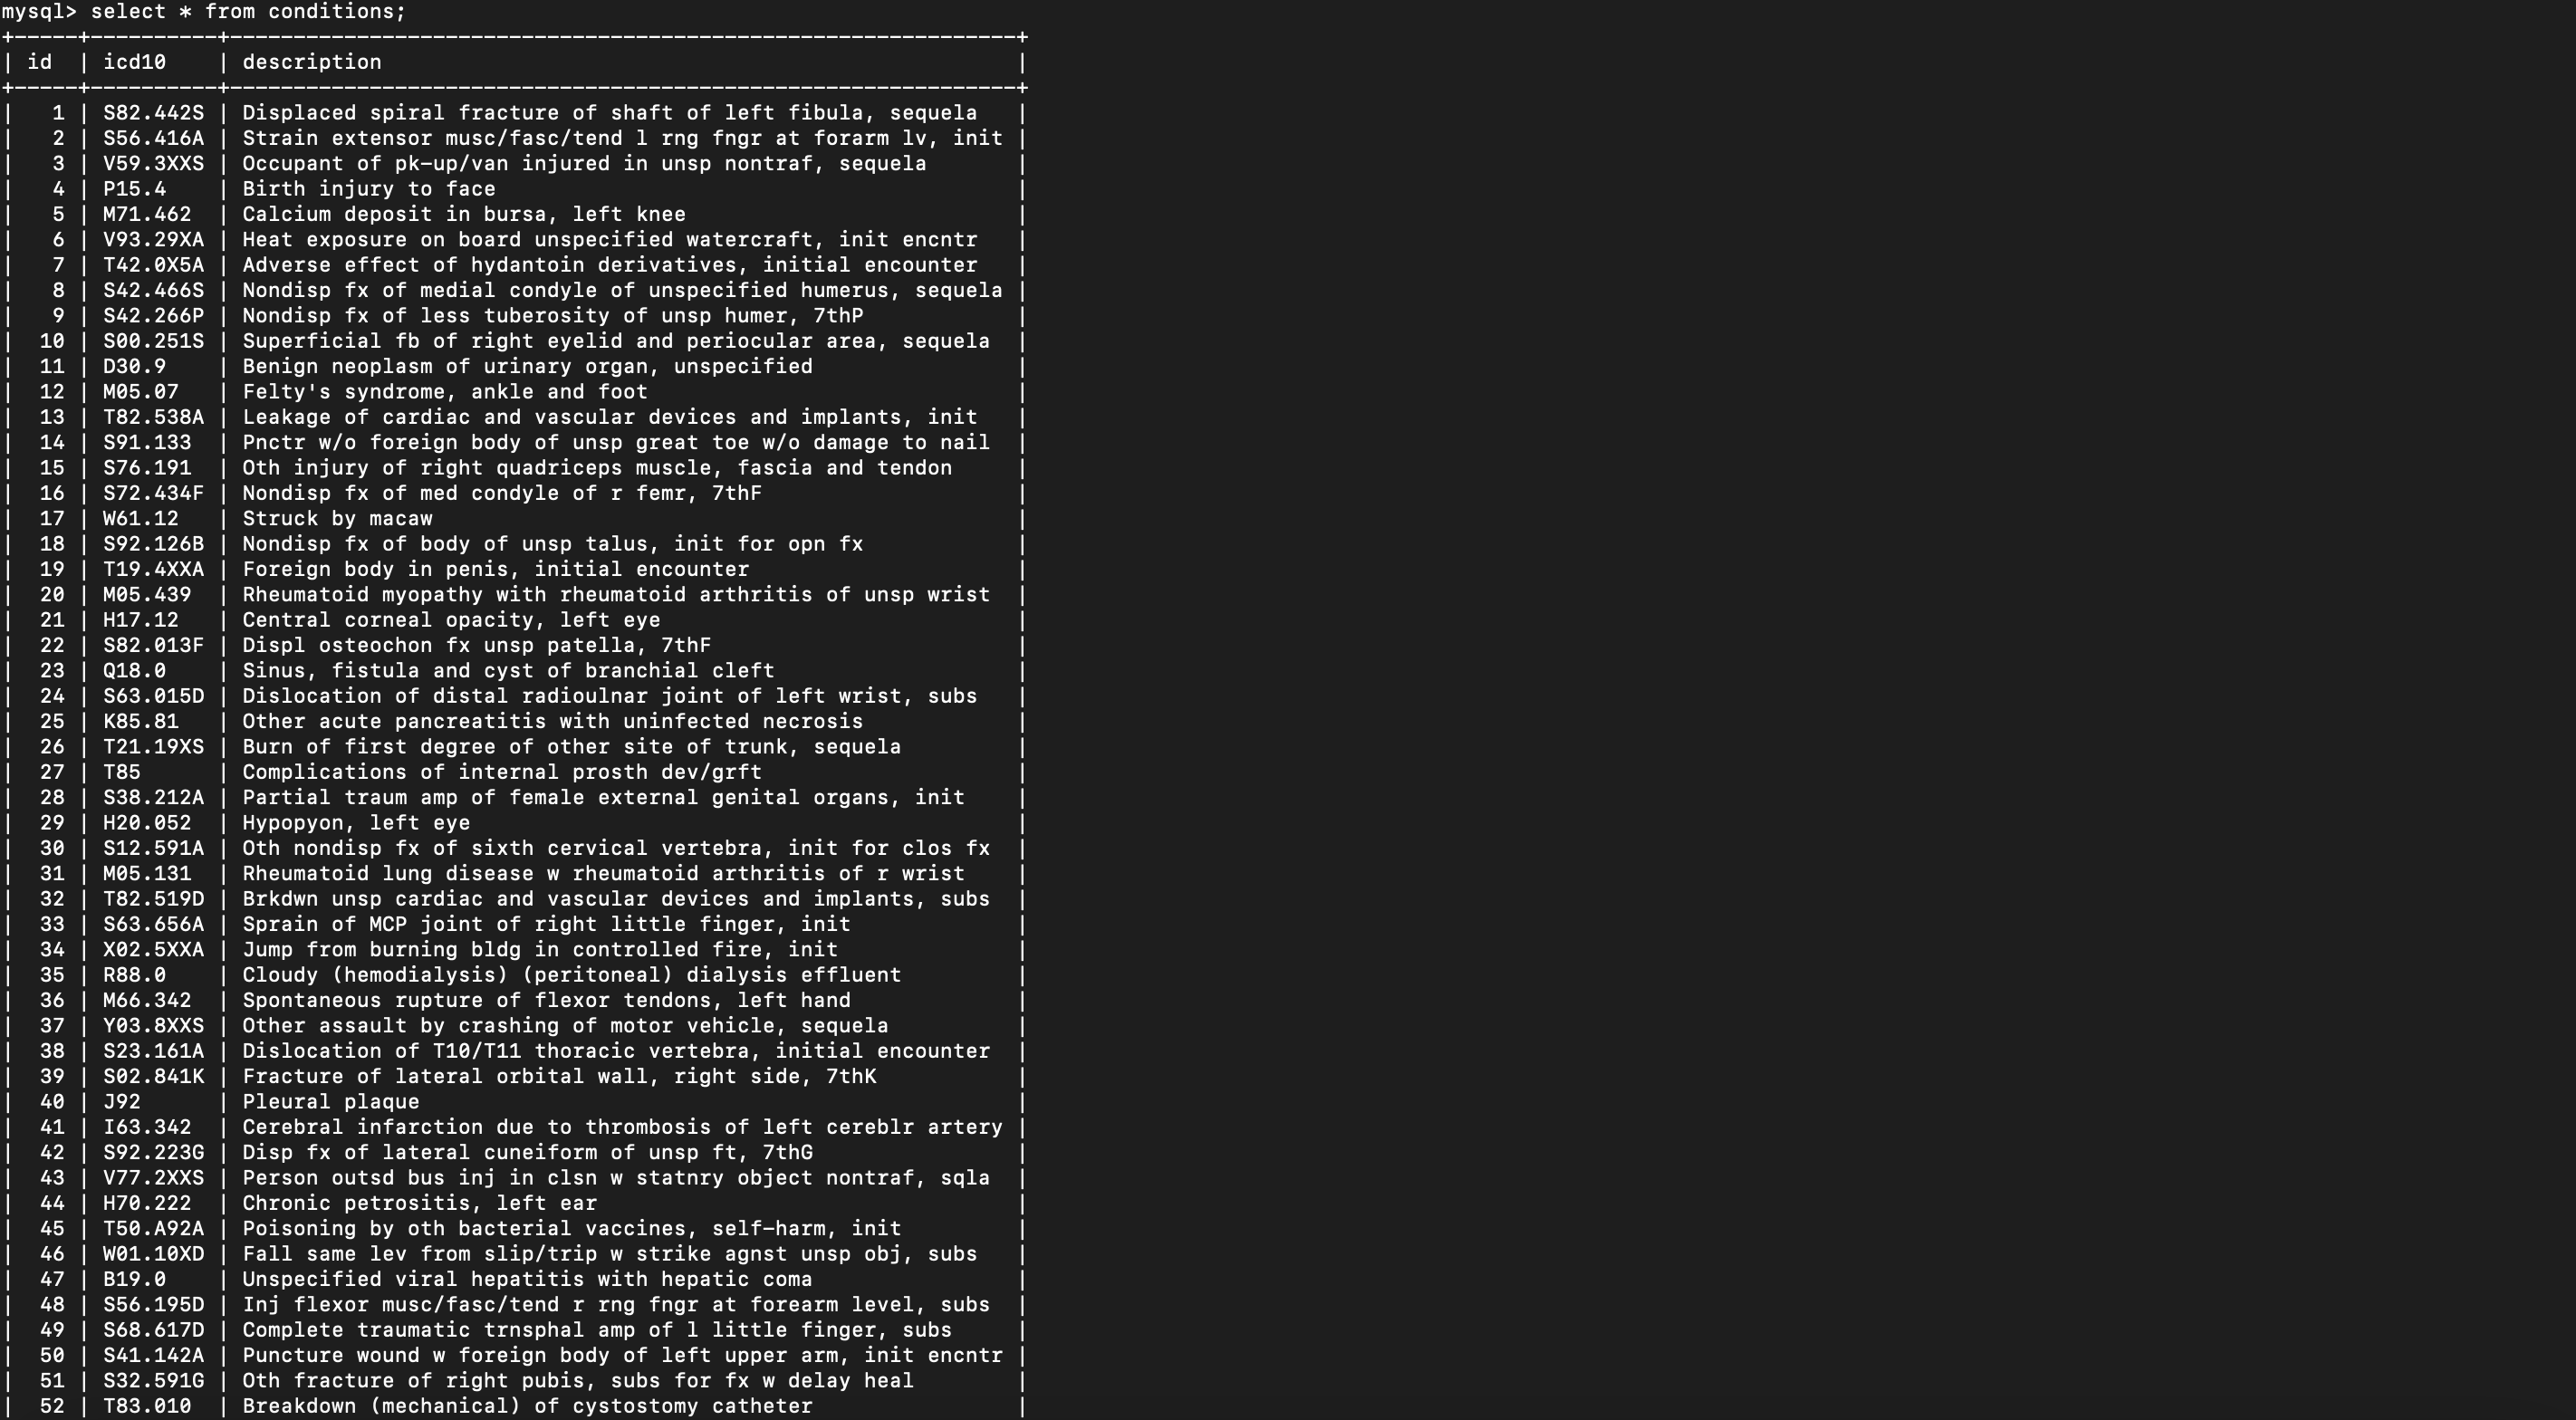 mysql> select * from conditions;
+-----+----------+--------------------------------------------------------------+
| id  | icd10    | description                                                  |
+-----+----------+--------------------------------------------------------------+
|   1 | S82.442S | Displaced spiral fracture of shaft of left fibula, sequela   |
|   2 | S56.416A | Strain extensor musc/fasc/tend l rng fngr at forarm lv, init |
|   3 | V59.3XXS | Occupant of pk-up/van injured in unsp nontraf, sequela       |
|   4 | P15.4    | Birth injury to face                                         |
|   5 | M71.462  | Calcium deposit in bursa, left knee                          |
|   6 | V93.29XA | Heat exposure on board unspecified watercraft, init encntr   |
|   7 | T42.0X5A | Adverse effect of hydantoin derivatives, initial encounter   |
|   8 | S42.466S | Nondisp fx of medial condyle of unspecified humerus, sequela |
|   9 | S42.266P | Nondisp fx of less tuberosity of unsp humer, 7thP            |
|  10 | S00.251S | Superficial fb of right eyelid and periocular area, sequela  |
|  11 | D30.9    | Benign neoplasm of urinary organ, unspecified                |
|  12 | M05.07   | Felty's syndrome, ankle and foot                             |
|  13 | T82.538A | Leakage of cardiac and vascular devices and implants, init   |
|  14 | S91.133  | Pnctr w/o foreign body of unsp great toe w/o damage to nail  |
|  15 | S76.191  | Oth injury of right quadriceps muscle, fascia and tendon     |
|  16 | S72.434F | Nondisp fx of med condyle of r femr, 7thF                    |
|  17 | W61.12   | Struck by macaw                                              |
|  18 | S92.126B | Nondisp fx of body of unsp talus, init for opn fx            |
|  19 | T19.4XXA | Foreign body in penis, initial encounter                     |
|  20 | M05.439  | Rheumatoid myopathy with rheumatoid arthritis of unsp wrist  |
|  21 | H17.12   | Central corneal opacity, left eye                            |
|  22 | S82.013F | Displ osteochon fx unsp patella, 7thF                        |
|  23 | Q18.0    | Sinus, fistula and cyst of branchial cleft                   |
|  24 | S63.015D | Dislocation of distal radioulnar joint of left wrist, subs   |
|  25 | K85.81   | Other acute pancreatitis with uninfected necrosis            |
|  26 | T21.19XS | Burn of first degree of other site of trunk, sequela         |
|  27 | T85      | Complications of internal prosth dev/grft                    |
|  28 | S38.212A | Partial traum amp of female external genital organs, init    |
|  29 | H20.052  | Hypopyon, left eye                                           |
|  30 | S12.591A | Oth nondisp fx of sixth cervical vertebra, init for clos fx  |
|  31 | M05.131  | Rheumatoid lung disease w rheumatoid arthritis of r wrist    |
|  32 | T82.519D | Brkdwn unsp cardiac and vascular devices and implants, subs  |
|  33 | S63.656A | Sprain of MCP joint of right little finger, init             |
|  34 | X02.5XXA | Jump from burning bldg in controlled fire, init              |
|  35 | R88.0    | Cloudy (hemodialysis) (peritoneal) dialysis effluent         |
|  36 | M66.342  | Spontaneous rupture of flexor tendons, left hand             |
|  37 | Y03.8XXS | Other assault by crashing of motor vehicle, sequela          |
|  38 | S23.161A | Dislocation of T10/T11 thoracic vertebra, initial encounter  |
|  39 | S02.841K | Fracture of lateral orbital wall, right side, 7thK           |
|  40 | J92      | Pleural plaque                                               |
|  41 | I63.342  | Cerebral infarction due to thrombosis of left cereblr artery |
|  42 | S92.223G | Disp fx of lateral cuneiform of unsp ft, 7thG                |
|  43 | V77.2XXS | Person outsd bus inj in clsn w statnry object nontraf, sqla  |
|  44 | H70.222  | Chronic petrositis, left ear                                 |
|  45 | T50.A92A | Poisoning by oth bacterial vaccines, self-harm, init         |
|  46 | W01.10XD | Fall same lev from slip/trip w strike agnst unsp obj, subs   |
|  47 | B19.0    | Unspecified viral hepatitis with hepatic coma                |
|  48 | S56.195D | Inj flexor musc/fasc/tend r rng fngr at forearm level, subs  |
|  49 | S68.617D | Complete traumatic trnsphal amp of l little finger, subs     |
|  50 | S41.142A | Puncture wound w foreign body of left upper arm, init encntr |
|  51 | S32.591G | Oth fracture of right pubis, subs for fx w delay heal        |
|  52 | T83.010  | Breakdown (mechanical) of cystostomy catheter                |